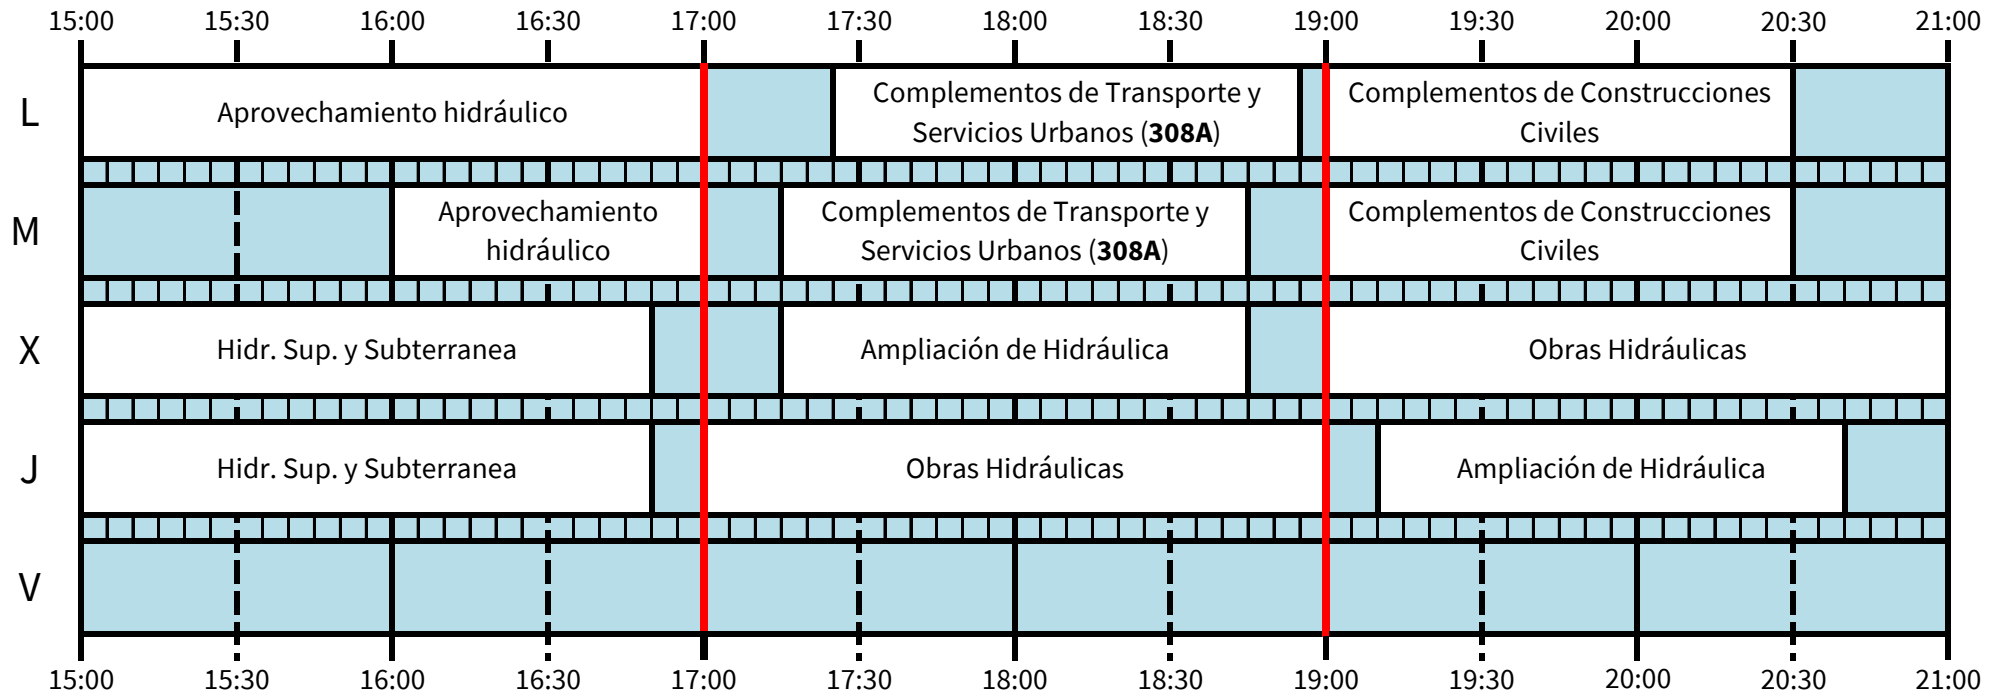 15:00 15:30 16:00 16:30 17:00 17:30 18:00 18:30 19:00 19:30 20:00 20:30 21:00
L
Aprovechamiento hidráulico
Complementos de Transporte y
Servicios Urbanos (308A)
Complementos de Construcciones
Civiles
M
Aprovechamiento
hidráulico
Complementos de Transporte y
Servicios Urbanos (308A)
Complementos de Construcciones
Civiles
X
Hidr. Sup. y Subterranea
Ampliación de Hidráulica
Obras Hidráulicas
J
Hidr. Sup. y Subterranea
Obras Hidráulicas
Ampliación de Hidráulica
V
15:00 15:30 16:00 16:30 17:00 17:30 18:00 18:30 19:00 19:30 20:00 20:30 21:00